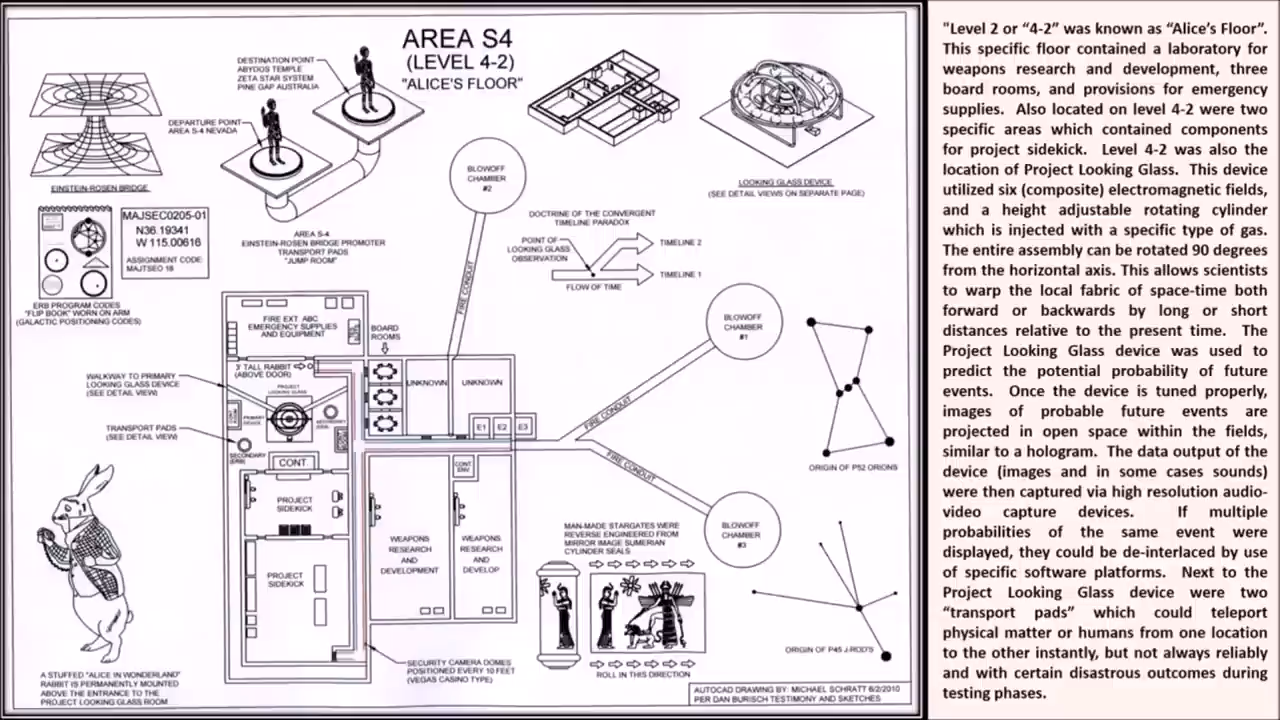 AREA S4
(LEVEL 4-2)
"ALICE'S FLOOR"
DESTINATION POINT
ABYDOS TEMPLE
ZETA STAR SYSTEM
PINE GAP AUSTRALIA
DEPARTURE POINT
AREA S-4 NEVADA
EINSTEIN-ROSEN BRIDGE
MAJSEC0205-01
N36.19341
W 115.00616
ASSIGNMENT CODE:
MAJTSEO 18
ERB PROGRAM CODES
"FLIP BOOK" WORN ON ARM
(GALACTIC POSITIONING CODES)
AREA S-4
EINSTEIN-ROSEN BRIDGE PROMOTER
TRANSPORT PADS
"JUMP ROOM"
BLOWOFF
CHAMBER
#2
LOOKING GLASS DEVICE
(SEE DETAIL VIEWS ON SEPARATE PAGE)
DOCTRINE OF THE CONVERGENT
TIMELINE PARADOX
POINT OF
LOOKING GLASS
OBSERVATION
TIMELINE 2
TIMELINE 1
FLOW OF TIME
FIRE CONDUIT
FIRE EXT ABC
EMERGENCY SUPPLIES
AND EQUIPMENT
BOARD
ROOMS
3' TALL RABBIT
(ABOVE DOOR)
WALKWAY TO PRIMARY
LOOKING GLASS DEVICE
(SEE DETAIL VIEW)
PROJECT
LOOKING GLASS
PRIMARY
DEVICE
TRANSPORT PADS
(SEE DETAIL VIEW)
SECONDARY
(ERB)
UNKNOWN
UNKNOWN
E1
E2
E3
BLOWOFF
CHAMBER
#1
FIRE CONDUIT
FIRE CONDUIT
BLOWOFF
CHAMBER
#3
ORIGIN OF P52 ORIONS
ORIGIN OF P45 J-ROD'S
CONT.
PROJECT
SIDEKICK
PROJECT
SIDEKICK
WEAPONS
RESEARCH
AND
DEVELOPMENT
WEAPONS
RESEARCH
AND
DEVELOP
MAN-MADE STARGATES WERE
REVERSE ENGINEERED FROM
MIRROR IMAGE SUMERIAN
CYLINDER SEALS
ROLL IN THIS DIRECTION
SECURITY CAMERA DOMES
POSITIONED EVERY 10 FEET
(VEGAS CASINO TYPE)
A STUFFED "ALICE IN WONDERLAND"
RABBIT IS PERMANENTLY MOUNTED
ABOVE THE ENTRANCE TO THE
PROJECT LOOKING GLASS ROOM
AUTOCAD DRAWING BY: MICHAEL SCHRATT 6/2/2010
PER DAN BURISCH TESTIMONY AND SKETCHES
"Level 2 or “4-2” was known as “Alice’s Floor”.
This specific floor contained a laboratory for
weapons research and development, three
board rooms, and provisions for emergency
supplies. Also located on level 4-2 were two
specific areas which contained components
for project sidekick. Level 4-2 was also the
location of Project Looking Glass. This device
utilized six (composite) electromagnetic fields,
and a height adjustable rotating cylinder
which is injected with a specific type of gas.
The entire assembly can be rotated 90 degrees
from the horizontal axis. This allows scientists
to warp the local fabric of space-time both
forward or backwards by long or short
distances relative to the present time. The
Project Looking Glass device was used to
predict the potential probability of future
events. Once the device is tuned properly,
images of probable future events are
projected in open space within the fields,
similar to a hologram. The data output of the
device (images and in some cases sounds)
were then captured via high resolution audio-
video capture devices. If multiple
probabilities of the same event were
displayed, they could be de-interlaced by use
of specific software platforms. Next to the
Project Looking Glass device were two
“transport pads” which could teleport
physical matter or humans from one location
to the other instantly, but not always reliably
and with certain disastrous outcomes during
testing phases.